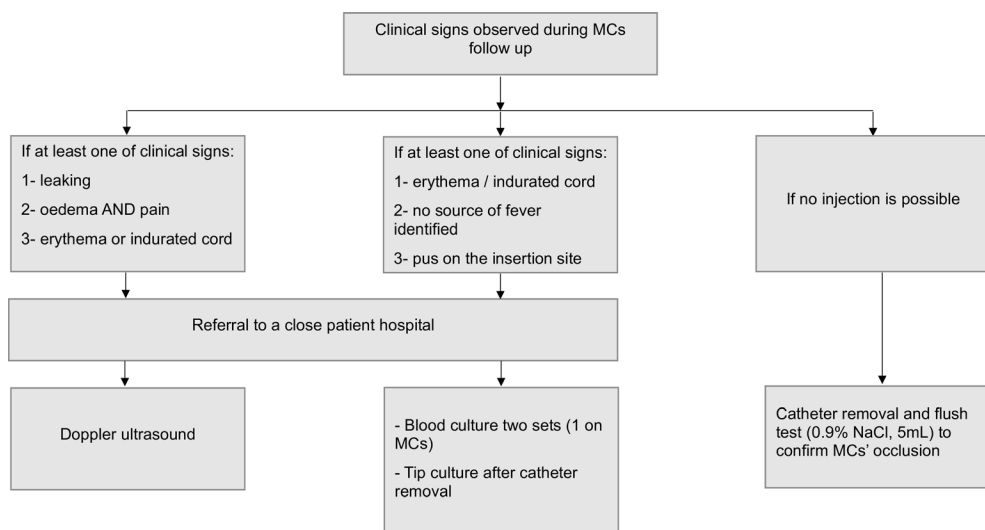 Clinical signs observed during MCs
follow up
If at least one of clinical signs:
1- leaking
2- oedema AND pain
3- erythema or indurated cord
If at least one of clinical signs:
1- erythema / indurated cord
2- no source of fever
identified
3- pus on the insertion site
If no injection is possible
Referral to a close patient hospital
Doppler ultrasound
- Blood culture two sets (1 on
MCs)
- Tip culture after catheter
removal
Catheter removal and flush
test (0.9% NaCl, 5mL) to
confirm MCs' occlusion